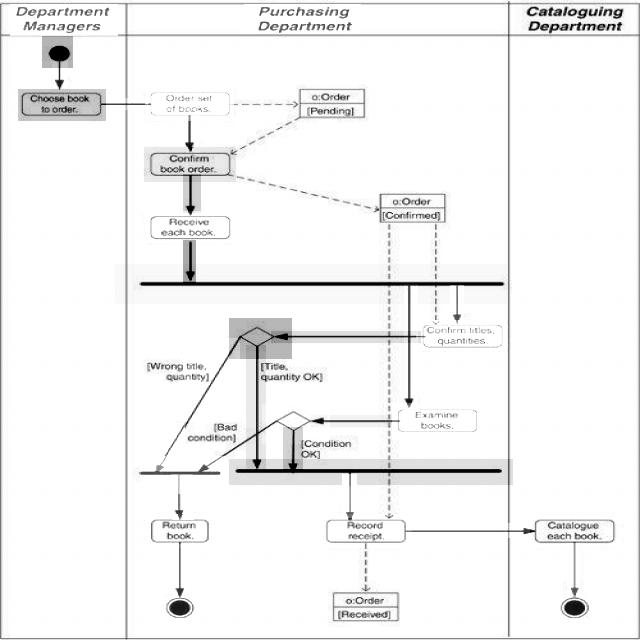 Department
Managers
Purchasing
Department
Cataloguing
Department
Choose book
to order.
Order set
of books.
o:Order
[Pending]
Confirm
book order.
o:Order
[Confirmed]
Receive
each book.
Confirm titles,
quantities.
[Wrong title,
quantity]
[Title,
quantity OK]
Examine
books.
[Bad
condition]
[Condition
OK]
Return
book.
Record
receipt.
Catalogue
each book.
o:Order
[Received]